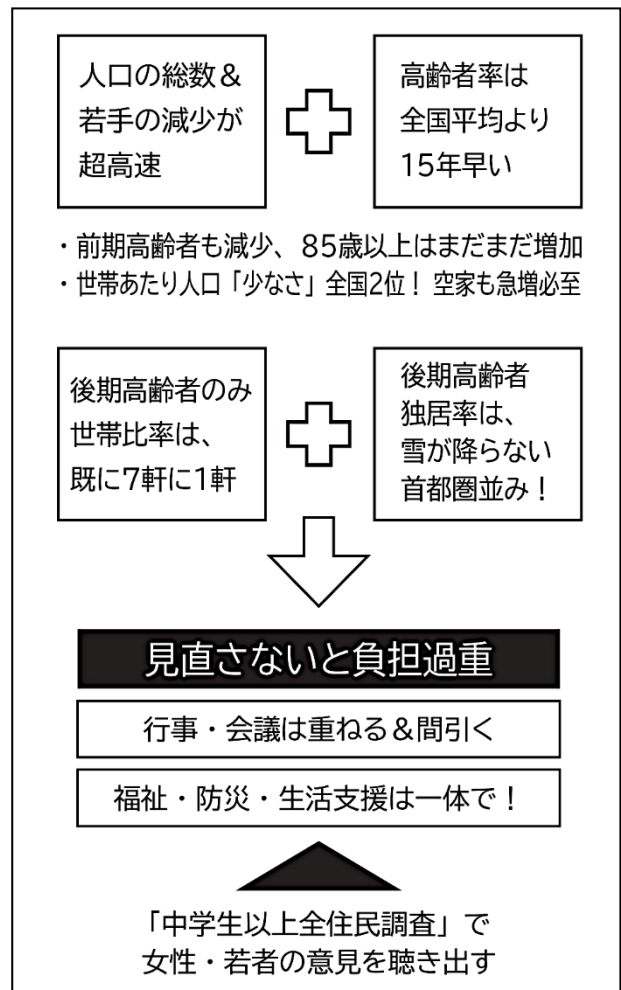 人口の総数&
若手の減少が
超高速
高齢者率は
全国平均より
15年早い
・前期高齢者も減少、85歳以上はまだまだ増加
・世帯あたり人口「少なさ」全国2位！ 空家も急増必至
後期高齢者のみ
世帯比率は、
既に7軒に1軒
後期高齢者
独居率は、
雪が降らない
首都圏並み！
見直さないと負担過重
行事・会議は重ねる&間引く
福祉・防災・生活支援は一体で！
「中学生以上全住民調査」で
女性・若者の意見を聴き出す